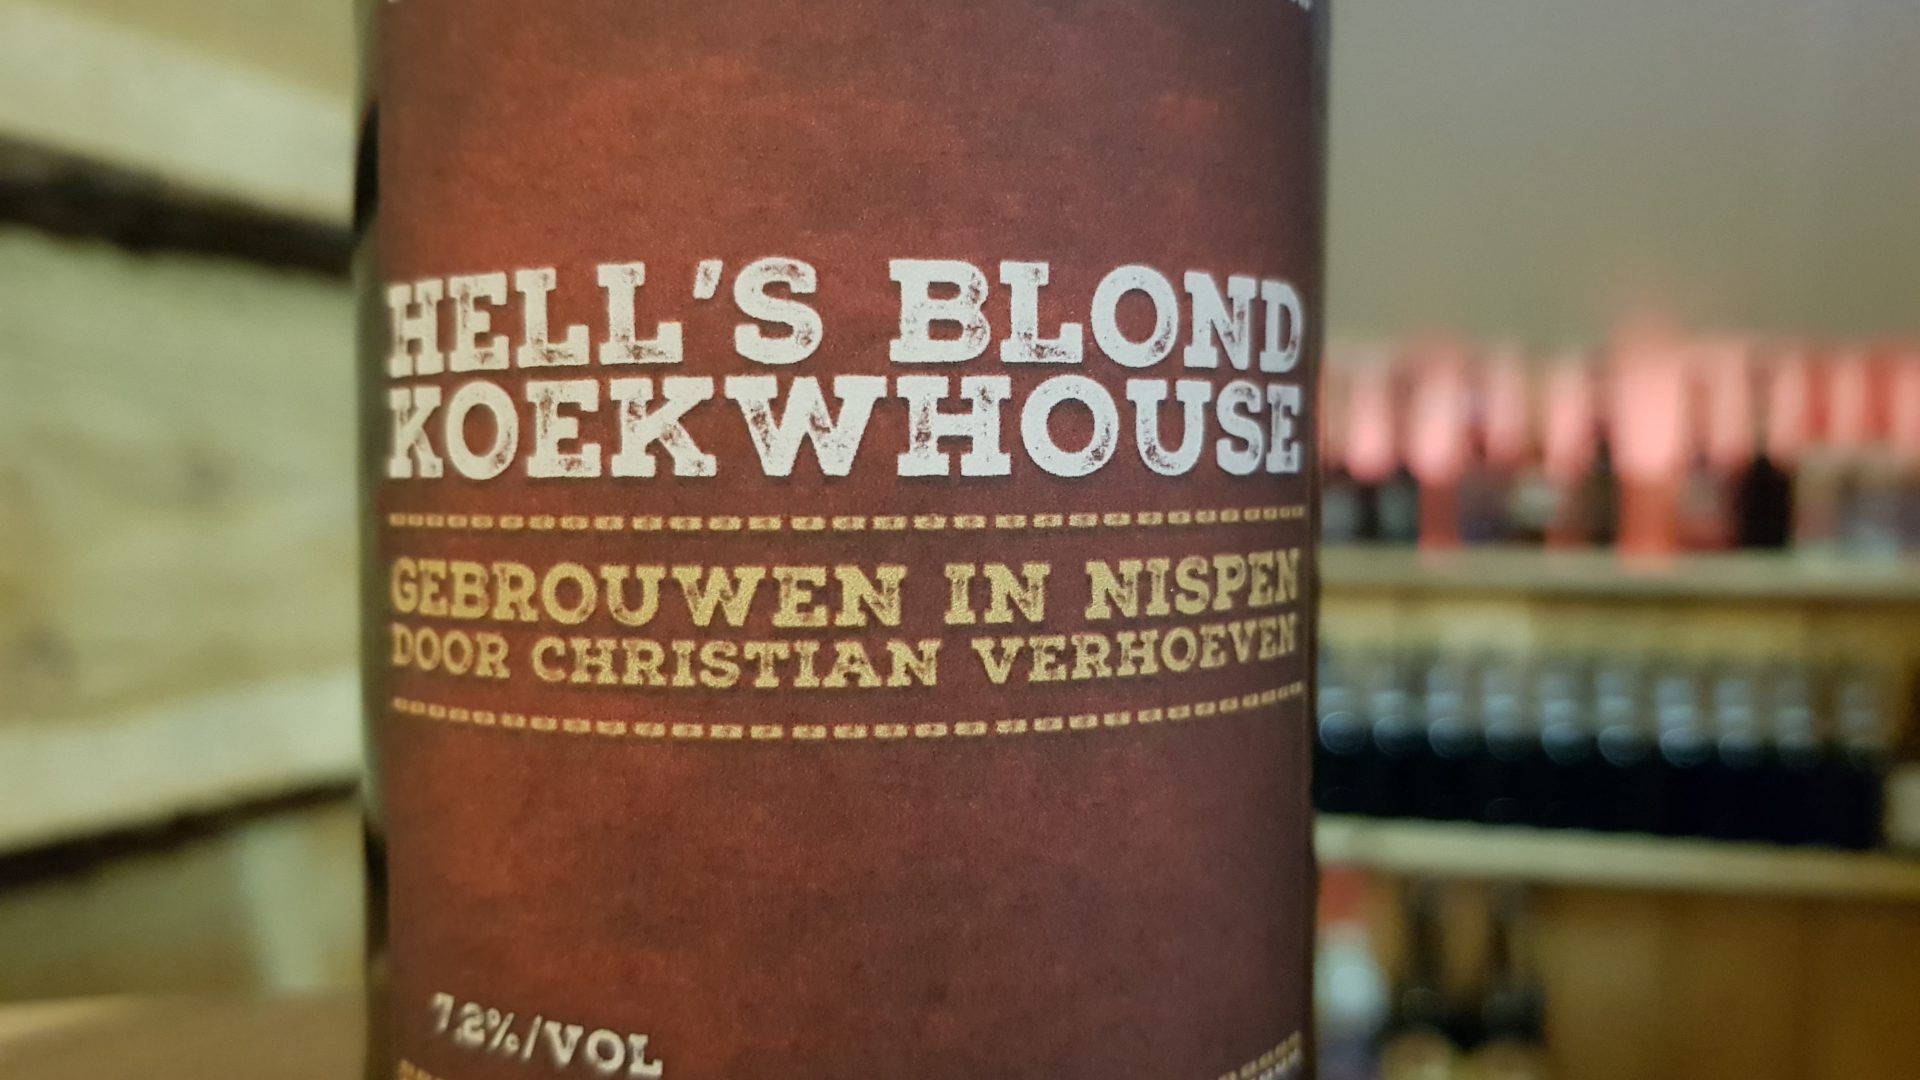 HELL'S BLOND
KOEKWHOUSE
GEBROUWEN IN NISPEN
DOOR CHRISTIAN VERHOEVEN
7,2%/VOL